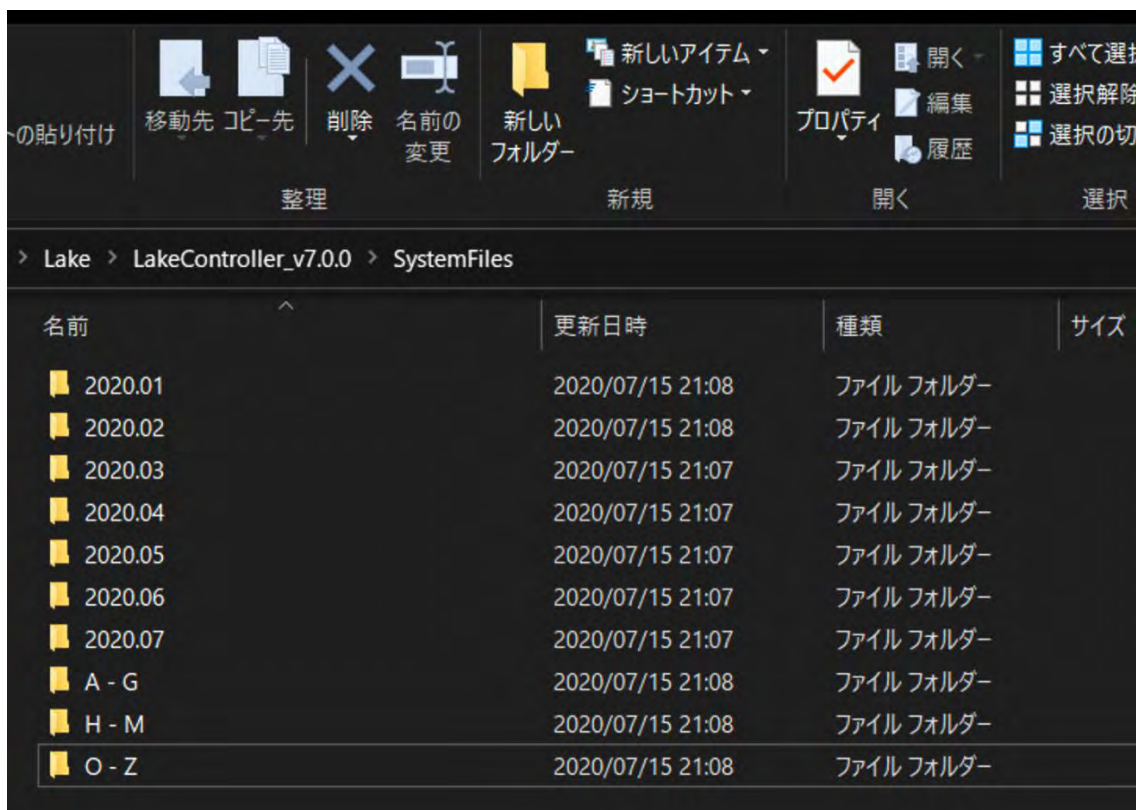 新しいアイテム
すべて選択
開く
ショートカット
編集
選択解除
移動先 コピー先 削除 名前の 新しい プロパティ
トの貼り付け
変更 フォルダー
履歴
選択の切
整理 新規 開く 選択
Lake > LakeController_v7.0.0 > SystemFiles
名前 更新日時 種類 サイズ
2020.01 2020/07/15 21:08 ファイル フォルダー
2020.02 2020/07/15 21:08 ファイル フォルダー
2020.03 2020/07/15 21:07 ファイル フォルダー
2020.04 2020/07/15 21:07 ファイル フォルダー
2020.05 2020/07/15 21:07 ファイル フォルダー
2020.06 2020/07/15 21:07 ファイル フォルダー
2020.07 2020/07/15 21:07 ファイル フォルダー
A - G 2020/07/15 21:08 ファイル フォルダー
H - M 2020/07/15 21:08 ファイル フォルダー
O - Z 2020/07/15 21:08 ファイル フォルダー